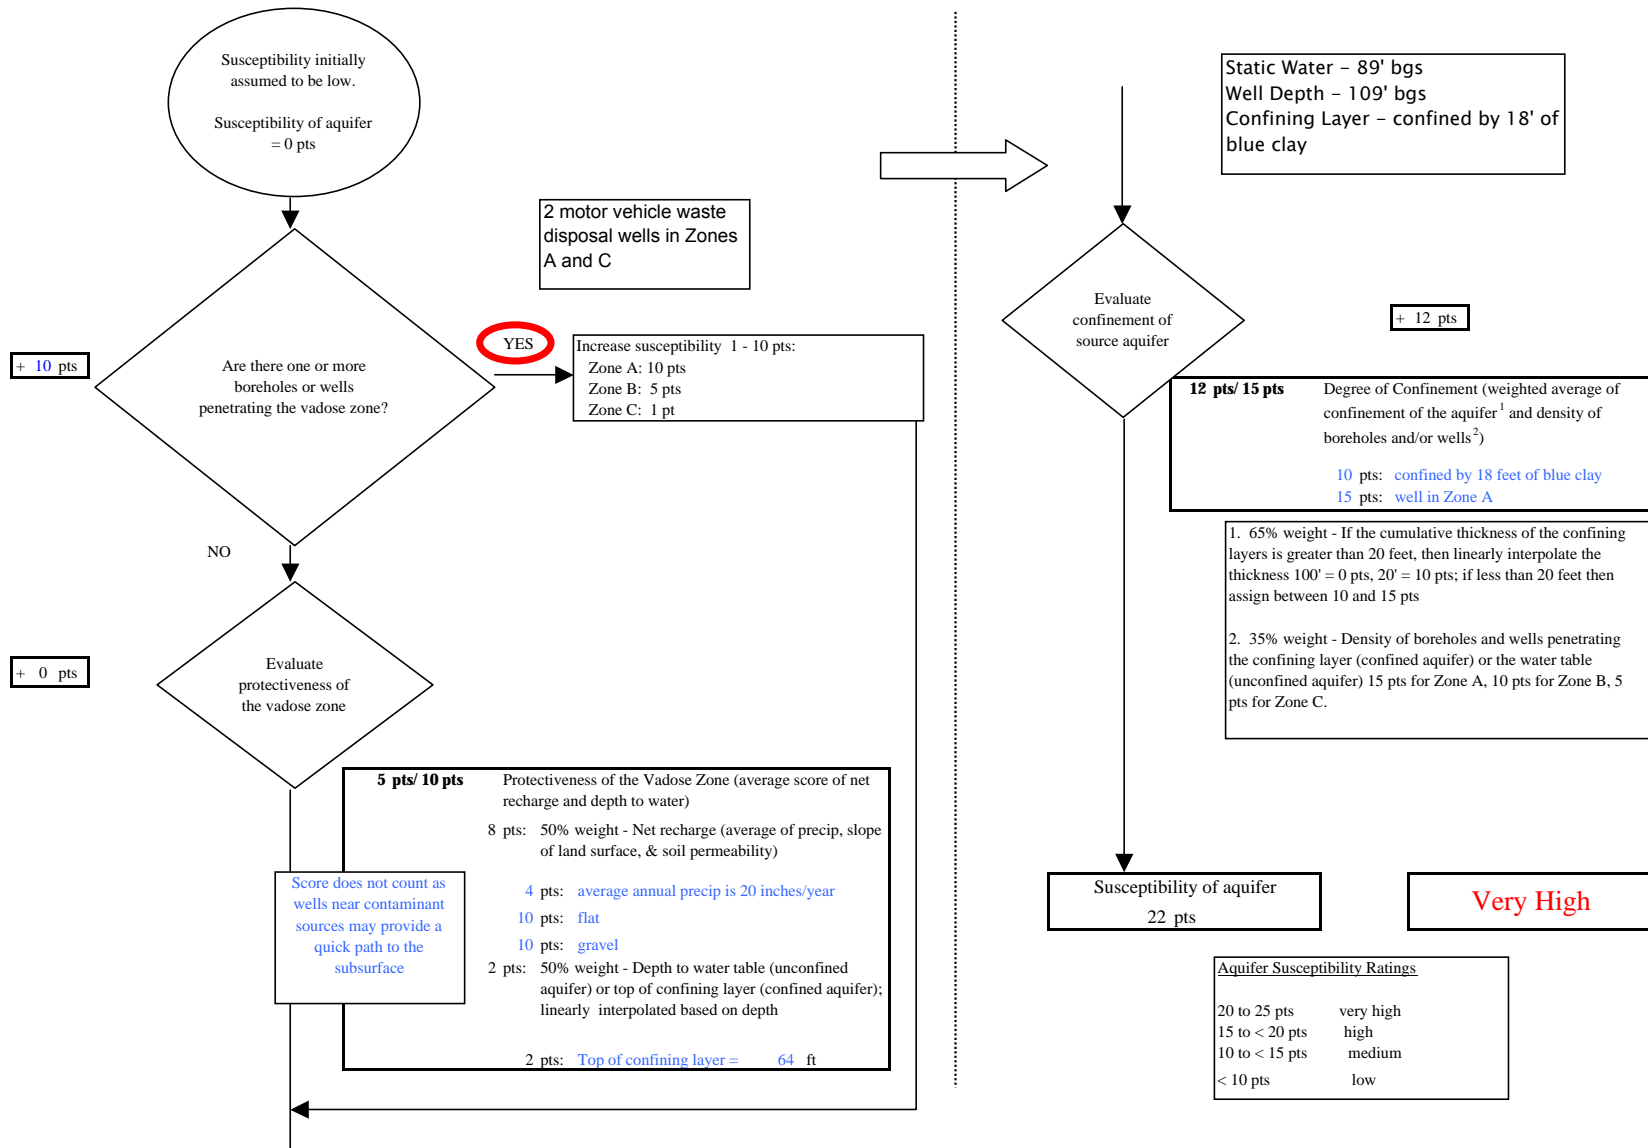 Susceptibility initially
assumed to be low.
Susceptibility of aquifer
= 0 pts
2 motor vehicle waste
disposal wells in Zones
A and C
+ 10 pts
Are there one or more
boreholes or wells
penetrating the vadose zone?
YES
Increase susceptibility 1 - 10 pts:
Zone A: 10 pts
Zone B: 5 pts
Zone C: 1 pt
NO
+ 0 pts
Evaluate
protectiveness of
the vadose zone
5 pts/ 10 pts
Protectiveness of the Vadose Zone (average score of net
recharge and depth to water)
8 pts: 50% weight - Net recharge (average of precip, slope
of land surface, & soil permeability)
4 pts: average annual precip is 20 inches/year
10 pts: flat
10 pts: gravel
2 pts: 50% weight - Depth to water table (unconfined
aquifer) or top of confining layer (confined aquifer);
linearly interpolated based on depth
2 pts: Top of confining layer = 64 ft
Score does not count as
wells near contaminant
sources may provide a
quick path to the
subsurface
Static Water – 89' bgs
Well Depth – 109' bgs
Confining Layer – confined by 18' of
blue clay
Evaluate
confinement of
source aquifer
+ 12 pts
12 pts/ 15 pts
Degree of Confinement (weighted average of
confinement of the aquifer1 and density of
boreholes and/or wells2)
10 pts: confined by 18 feet of blue clay
15 pts: well in Zone A
1. 65% weight - If the cumulative thickness of the confining
layers is greater than 20 feet, then linearly interpolate the
thickness 100' = 0 pts, 20' = 10 pts; if less than 20 feet then
assign between 10 and 15 pts
2. 35% weight - Density of boreholes and wells penetrating
the confining layer (confined aquifer) or the water table
(unconfined aquifer) 15 pts for Zone A, 10 pts for Zone B, 5
pts for Zone C.
Susceptibility of aquifer
22 pts
Very High
Aquifer Susceptibility Ratings
20 to 25 pts very high
15 to < 20 pts high
10 to < 15 pts medium
< 10 pts low